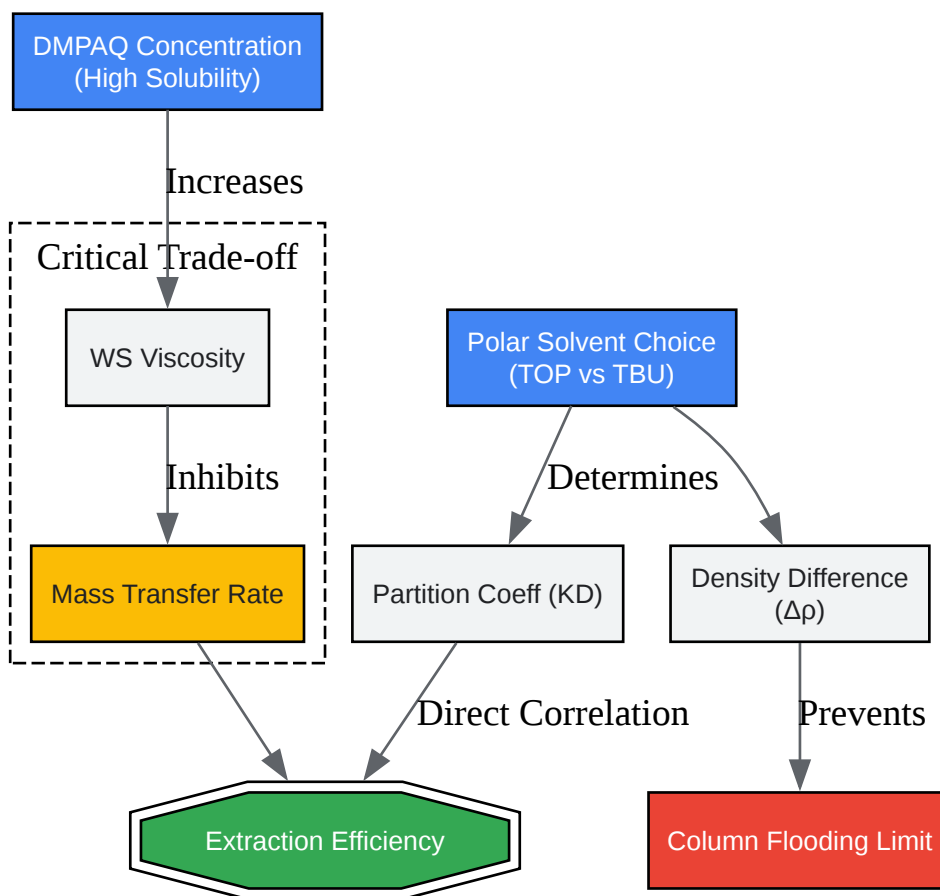 DMPAQ Concentration
(High Solubility)
Increases
Critical Trade-off
WS Viscosity
Polar Solvent Choice
(TOP vs TBU)
Inhibits
Determines
Mass Transfer Rate
Partition Coeff (KD)
Density Difference
(Δρ)
Direct Correlation
Prevents
Extraction Efficiency
Column Flooding Limit